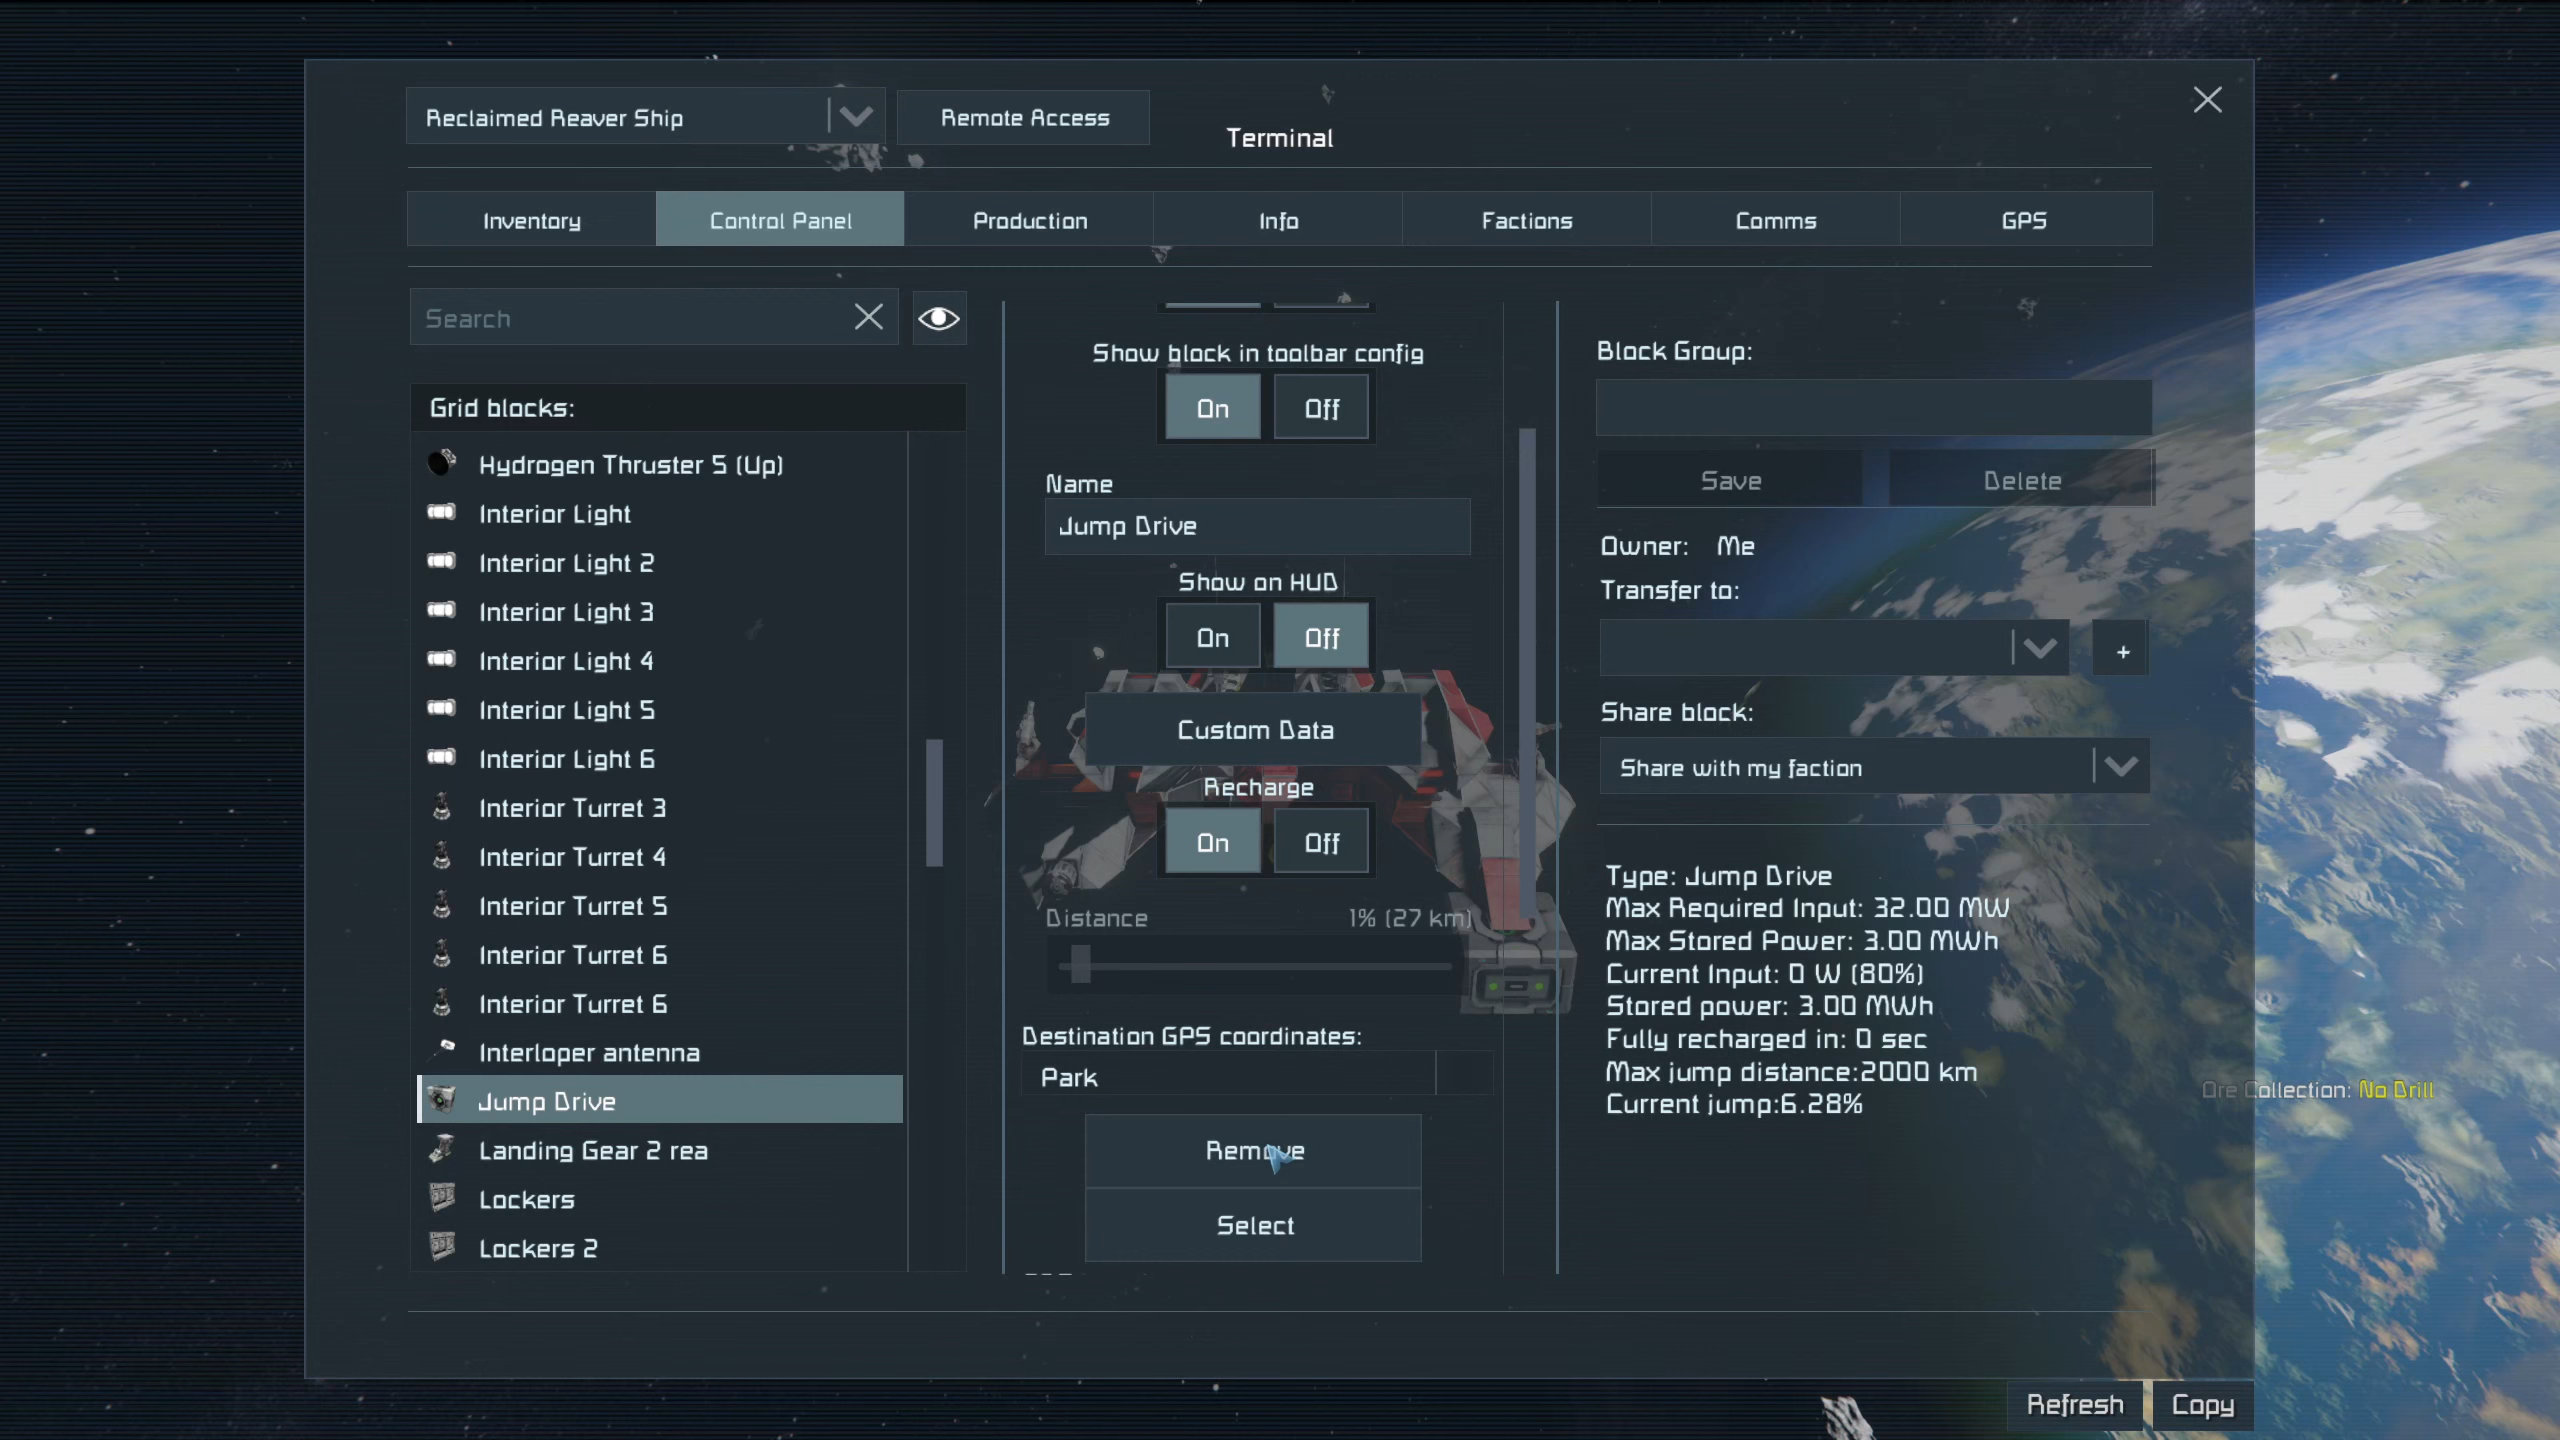 Reclaimed Reaver Ship
Remote Access
Terminal
Inventory
Control Panel
Production
Info
Factions
Comms
GPS
Search
Grid blocks:
Hydrogen Thruster 5 (Up)
Interior Light
Interior Light 2
Interior Light 3
Interior Light 4
Interior Light 5
Interior Light 6
Interior Turret 3
Interior Turret 4
Interior Turret 5
Interior Turret 6
Interior Turret 6
Interloper antenna
Jump Drive
Landing Gear 2 rea
Lockers
Lockers 2
Show block in toolbar config
On
Off
Name
Jump Drive
Show on HUD
On
Off
Custom Data
Recharge
On
Off
Distance
1% (27 km)
Destination GPS coordinates:
Park
Remove
Select
Block Group:
Save
Delete
Owner: Me
Transfer to:
+
Share block:
Share with my faction
Type: Jump Drive
Max Required Input: 32.00 MW
Max Stored Power: 3.00 MWh
Current Input: 0 W (80%)
Stored power: 3.00 MWh
Fully recharged in: 0 sec
Max jump distance:2000 km
Current jump:6.28%
Ore Collection: No Drill
Refresh
Copy